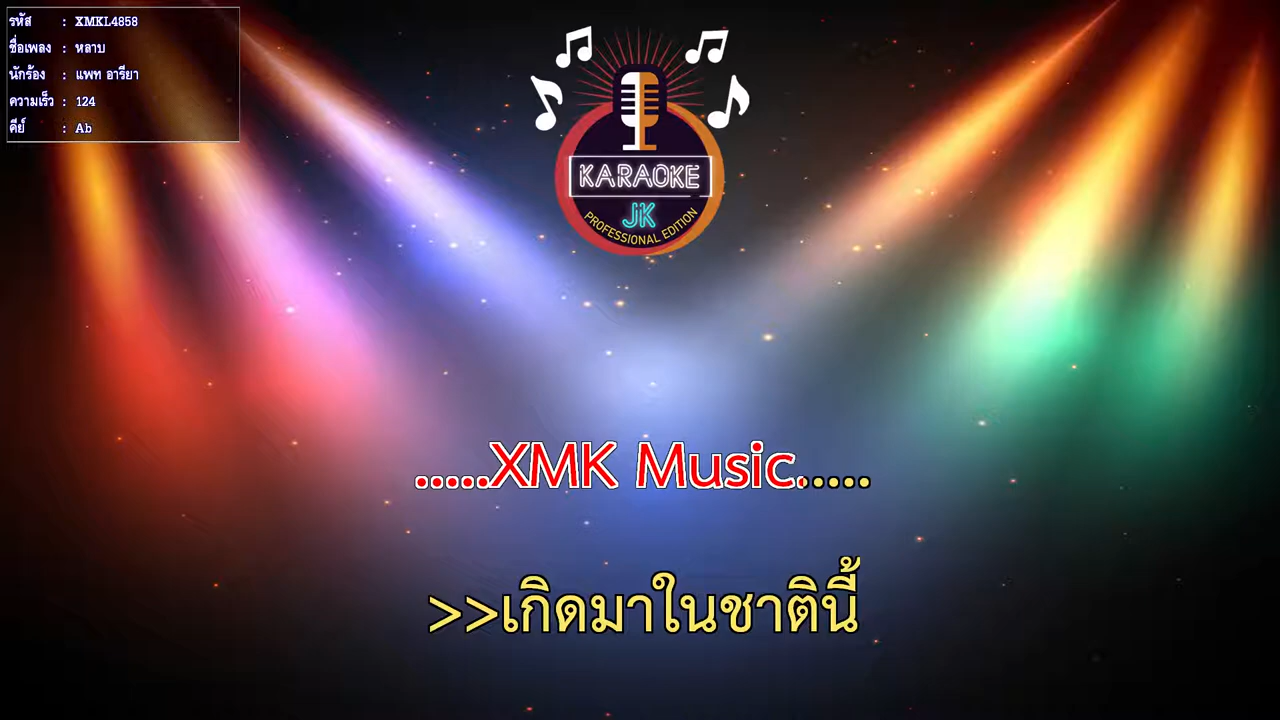 รหัส : XMKL4858
ชื่อเพลง : หลาบ
นักร้อง : แพท อารียา
ความเร็ว : 124
คีย์ : Ab
KARAOKE
JK
PROFESSIONAL EDITION
.....XMK Music.....
>>เกิดมาในชาตินี้